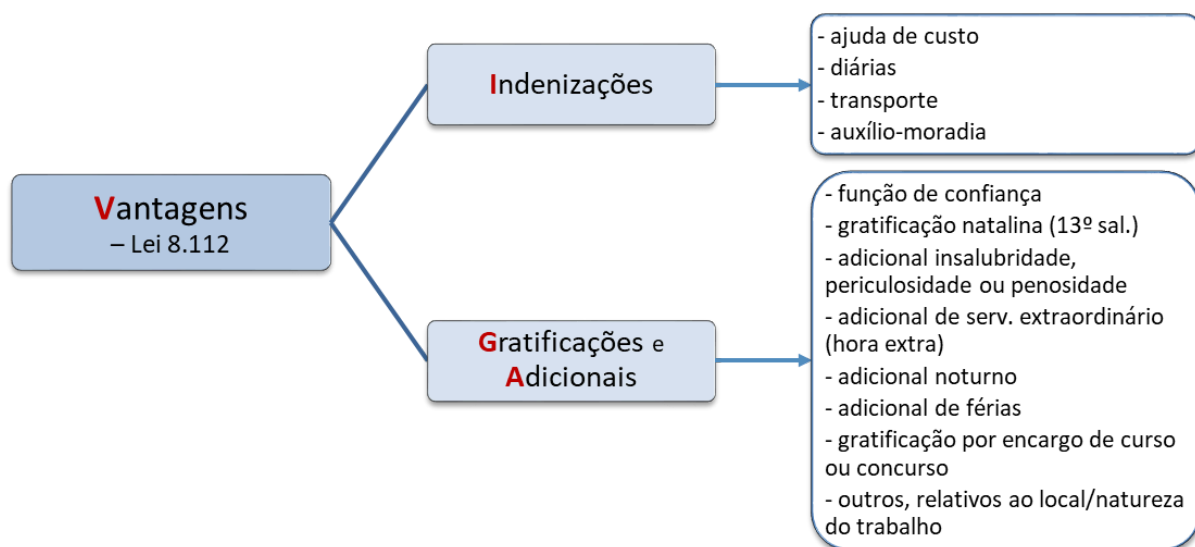 Vantagens
– Lei 8.112
Indenizações
- ajuda de custo
- diárias
- transporte
- auxílio-moradia
Gratificações e
Adicionais
- função de confiança
- gratificação natalina (13º sal.)
- adicional insalubridade,
periculosidade ou penosidade
- adicional de serv. extraordinário
(hora extra)
- adicional noturno
- adicional de férias
- gratificação por encargo de curso
ou concurso
- outros, relativos ao local/natureza
do trabalho